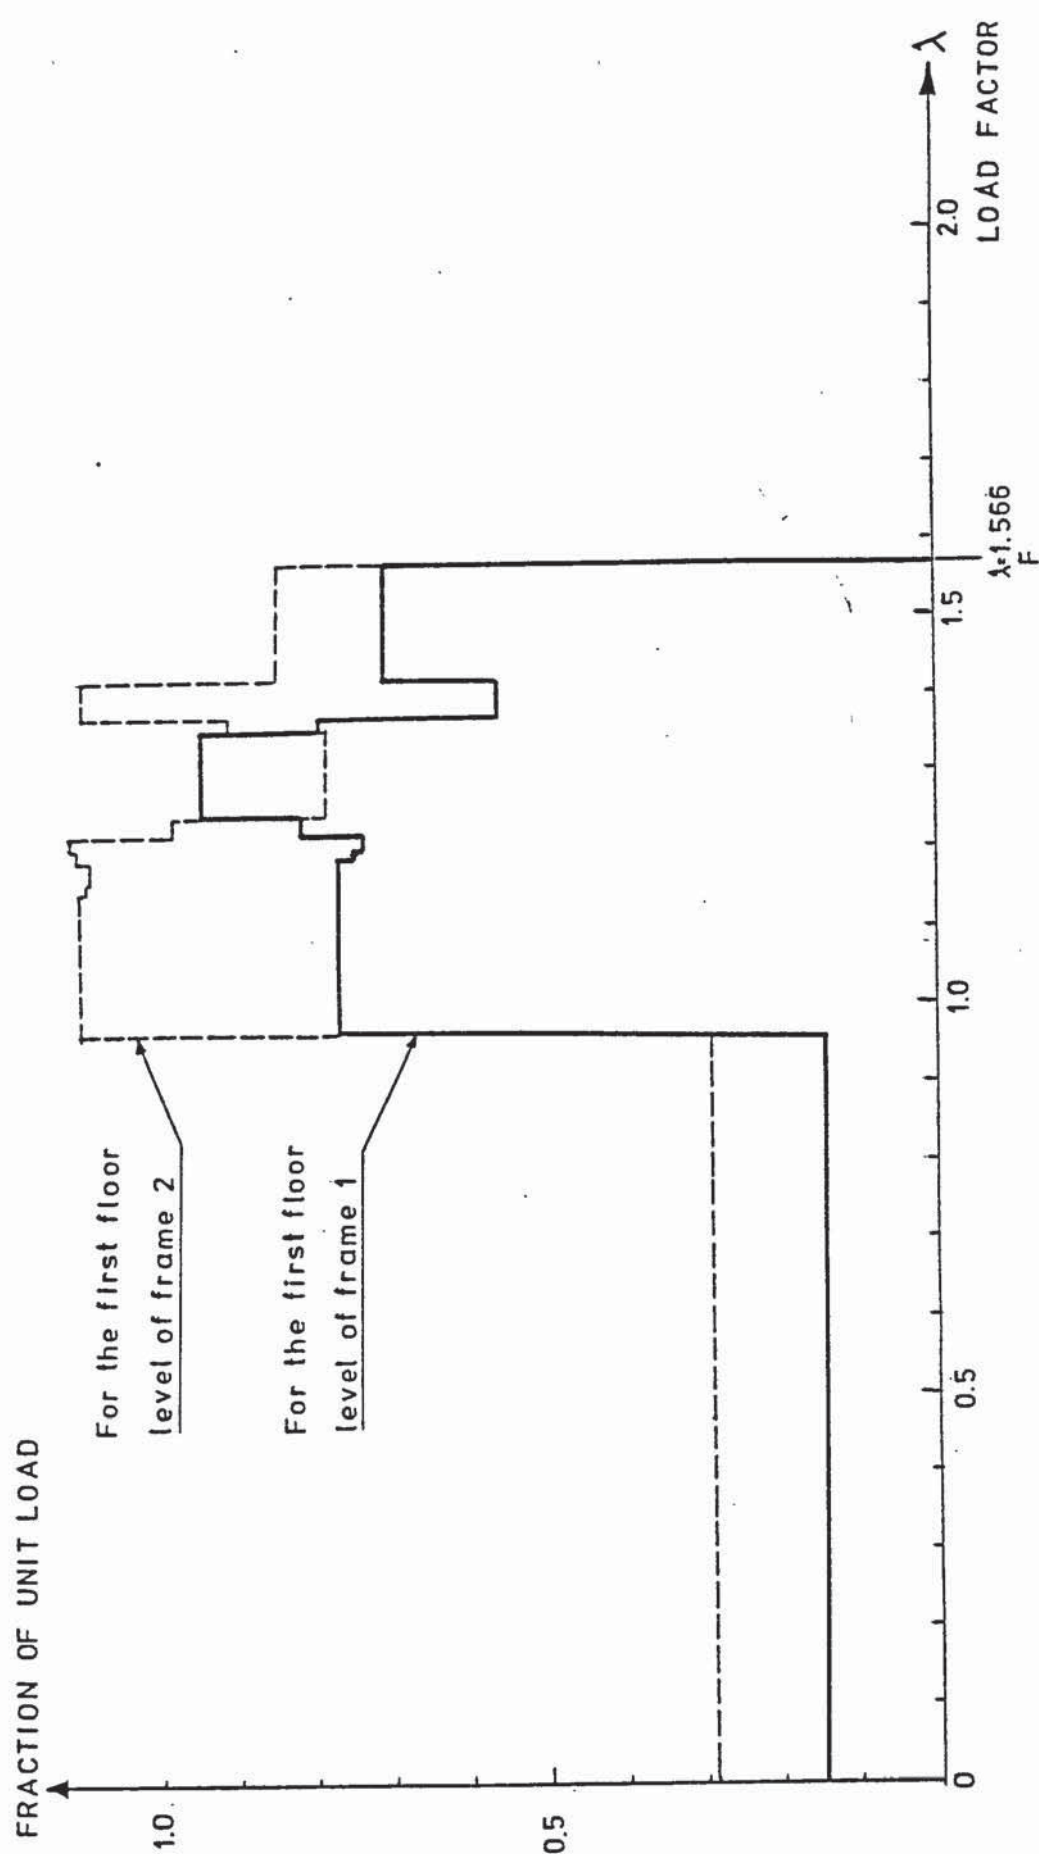 FRACTION OF UNIT LOAD
1.0
0.5
For the first floor
level of frame 2
For the first floor
level of frame 1
0
0.5
1.0
1.5
2.0
λ
λ=1.566
F
LOAD FACTOR